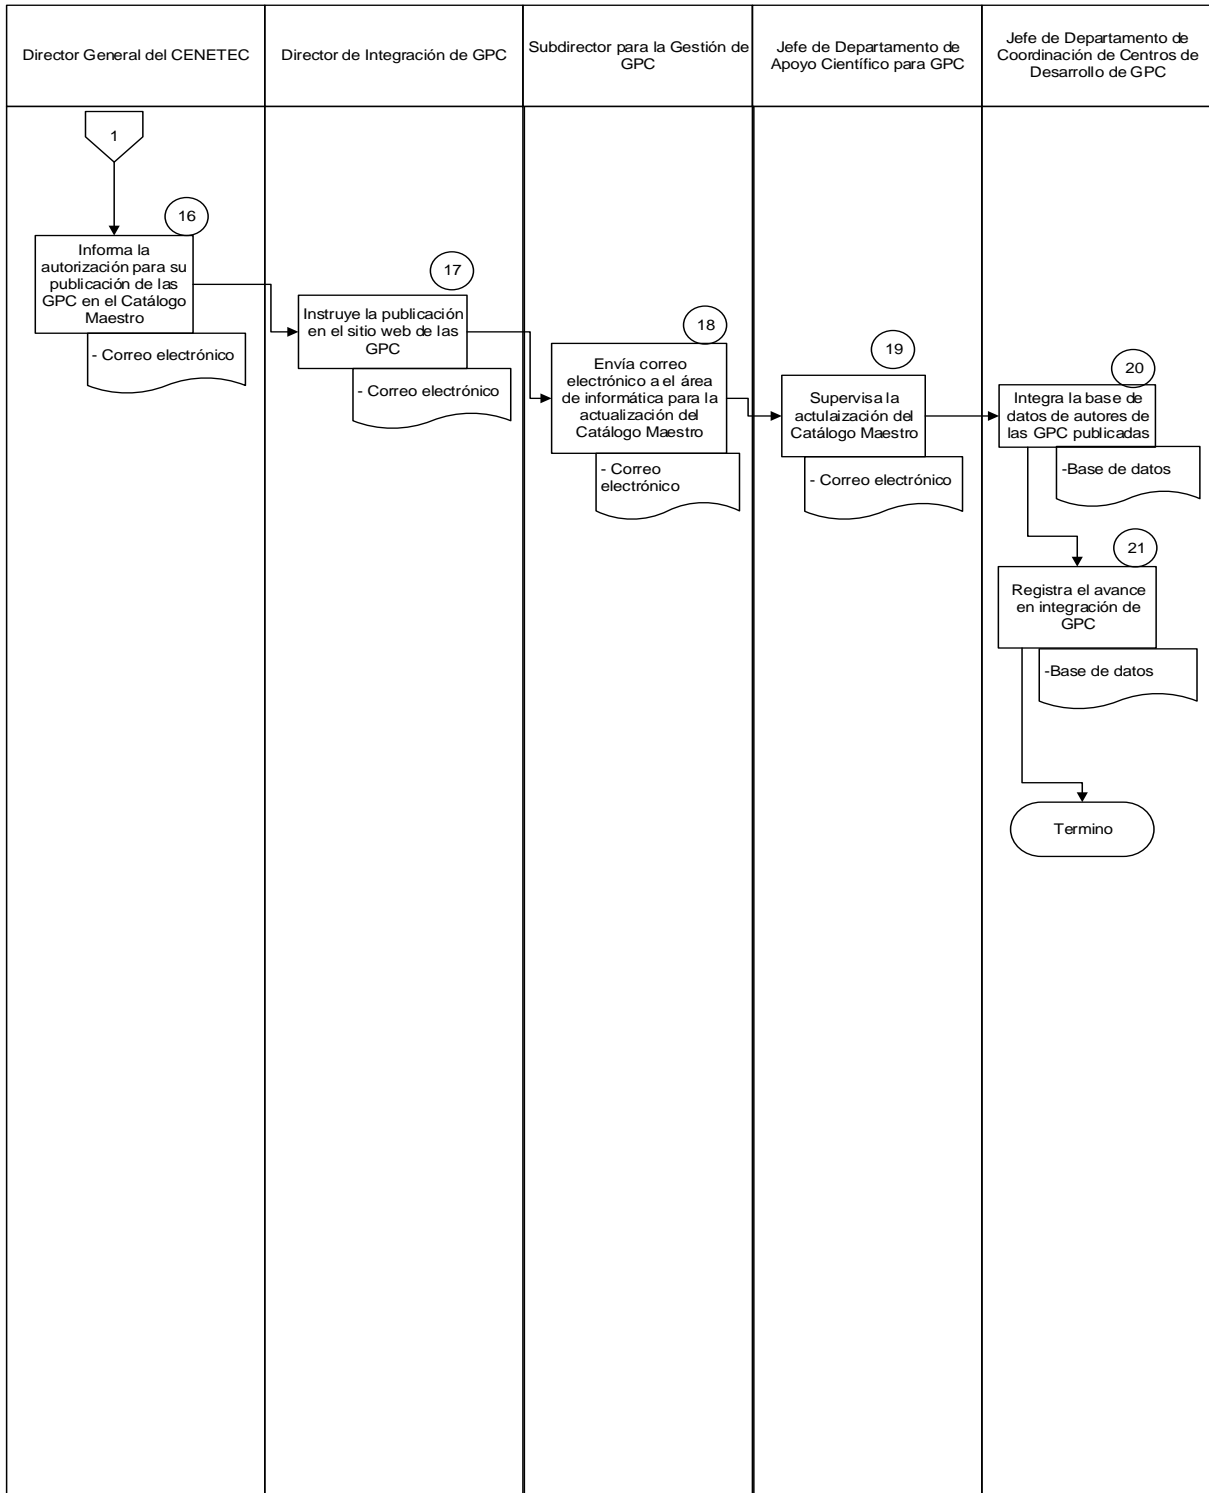 Director General del CENETEC
Director de Integración de GPC
Subdirector para la Gestión de
GPC
Jefe de Departamento de
Apoyo Científico para GPC
Jefe de Departamento de
Coordinación de Centros de
Desarrollo de GPC
1
16
Informa la
autorización para su
publicación de las
GPC en el Catálogo
Maestro
- Correo electrónico
17
Instruye la publicación
en el sitio web de las
GPC
- Correo electrónico
18
Envía correo
electrónico a el área
de informática para la
actualización del
Catálogo Maestro
- Correo
electrónico
19
Supervisa la
actulaización del
Catálogo Maestro
- Correo electrónico
20
Integra la base de
datos de autores de
las GPC publicadas
-Base de datos
21
Registra el avance
en integración de
GPC
-Base de datos
Termino